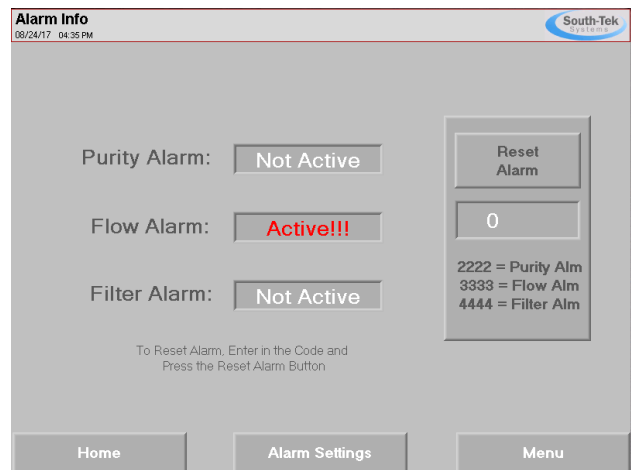 Alarm Info
08/24/17 04:35 PM
South-Tek
Systems
Purity Alarm: Not Active
Flow Alarm: Active!!!
Filter Alarm: Not Active
To Reset Alarm, Enter in the Code and
Press the Reset Alarm Button
Reset
Alarm
0
2222 = Purity Alm
3333 = Flow Alm
4444 = Filter Alm
Home
Alarm Settings
Menu